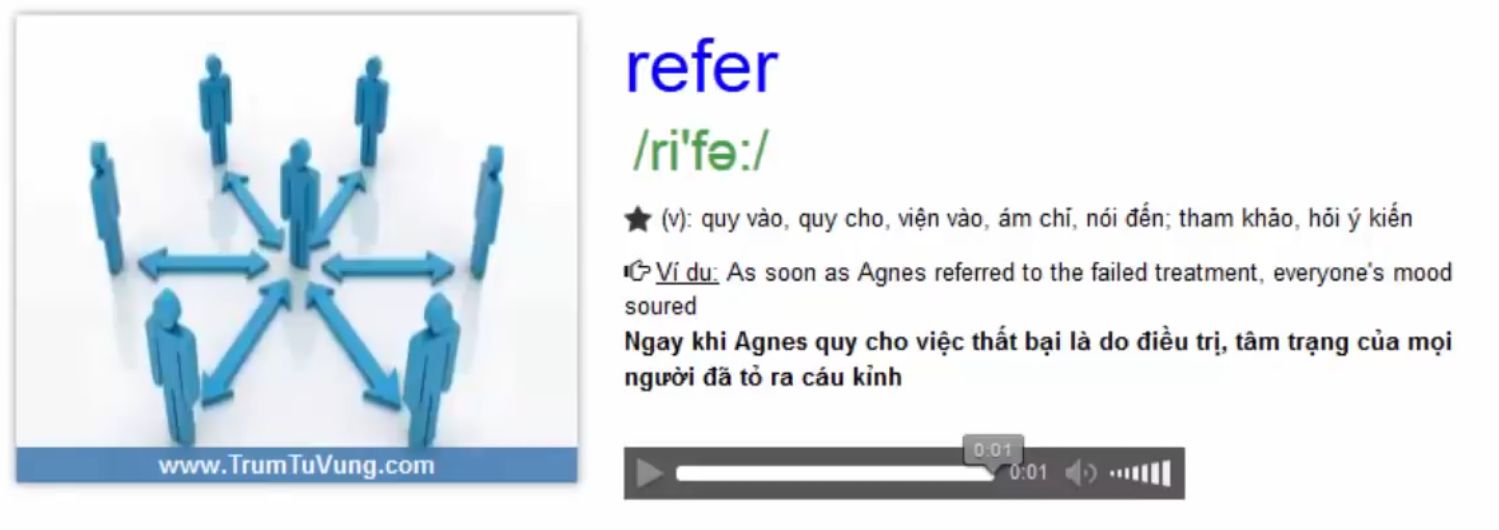 refer
/ri'fə:/
(v): quy vào, quy cho, viện vào, ám chỉ, nói đến; tham khảo, hỏi ý kiến
Ví du: As soon as Agnes referred to the failed treatment, everyone's mood
soured
Ngay khi Agnes quy cho việc thất bại là do điều trị, tâm trạng của mọi
người đã tỏ ra cáu kỉnh
0:01
0:01
www.TrumTuVung.com